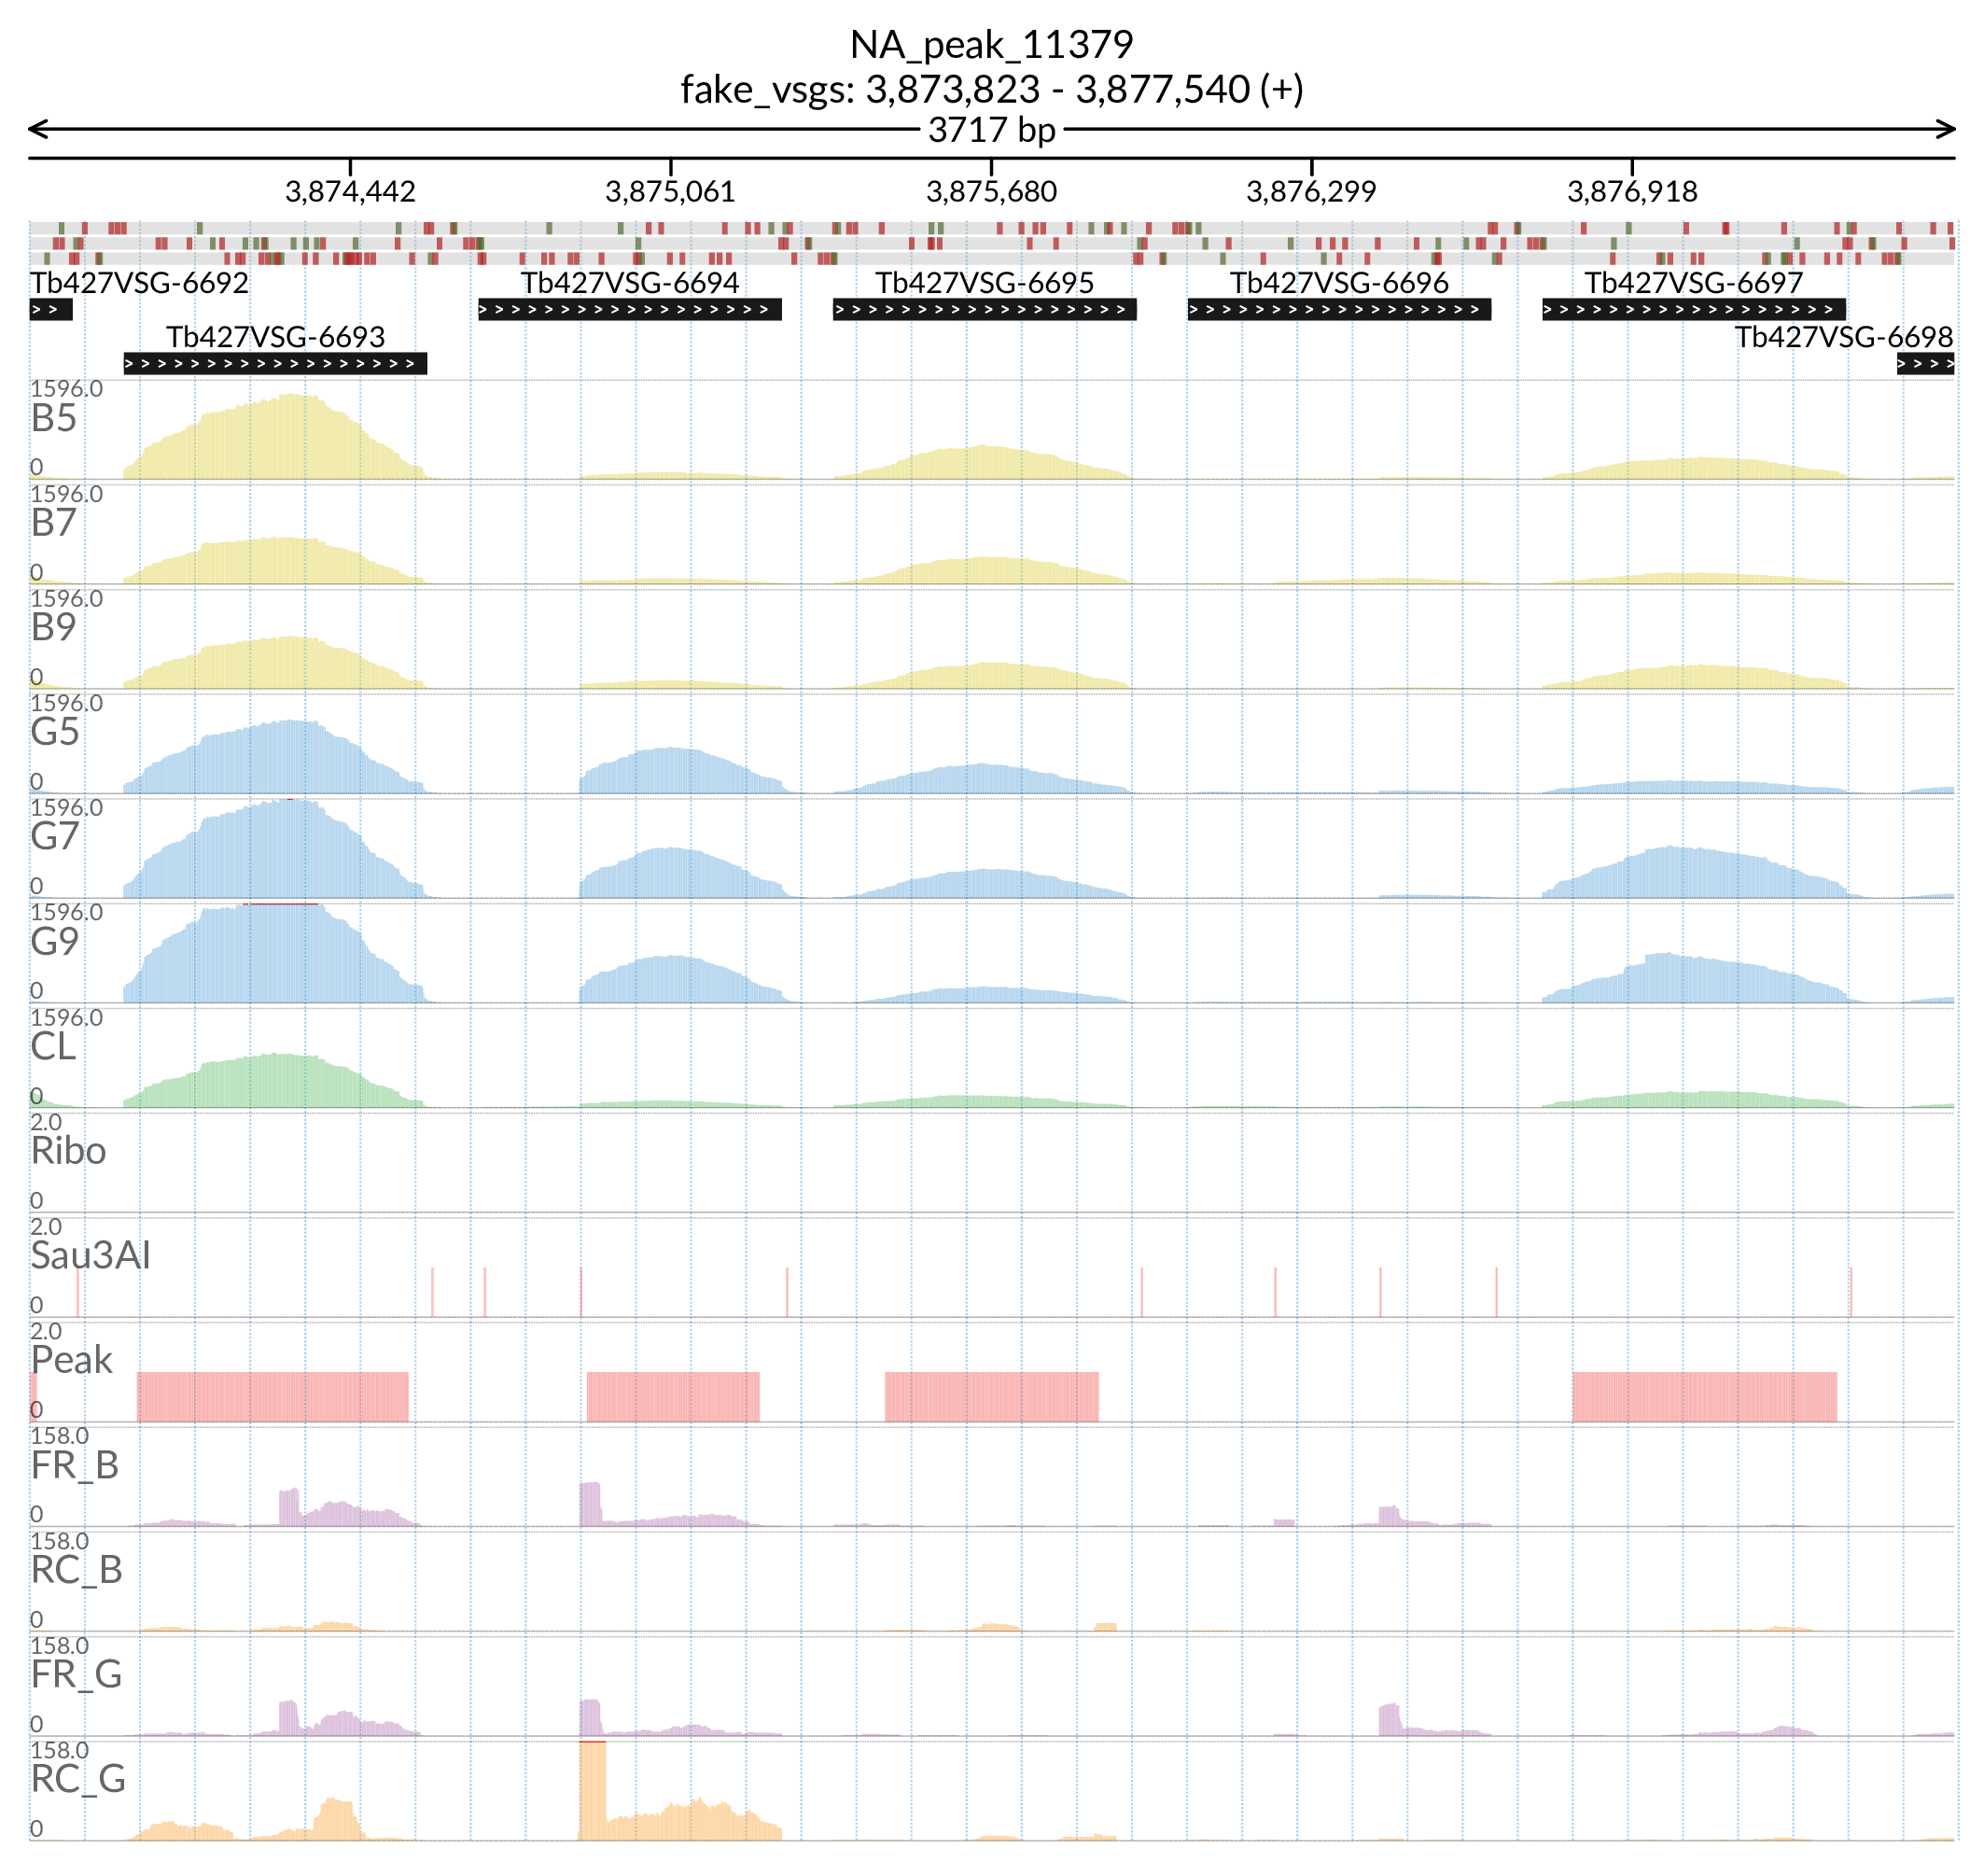 NA_peak_11379
fake_vsgs: 3,873,823 - 3,877,540 (+)
3717 bp
3,874,442 3,875,061 3,875,680 3,876,299 3,876,918
Tb427VSG-6692 Tb427VSG-6694 Tb427VSG-6695 Tb427VSG-6696 Tb427VSG-6697
Tb427VSG-6693 Tb427VSG-6698
1596.0
B5
0
1596.0
B7
0
1596.0
B9
0
1596.0
G5
0
1596.0
G7
0
1596.0
G9
0
1596.0
CL
0
2.0
Ribo
0
2.0
Sau3AI
0
2.0
Peak
0
158.0
FR_B
0
158.0
RC_B
0
158.0
FR_G
0
158.0
RC_G
0